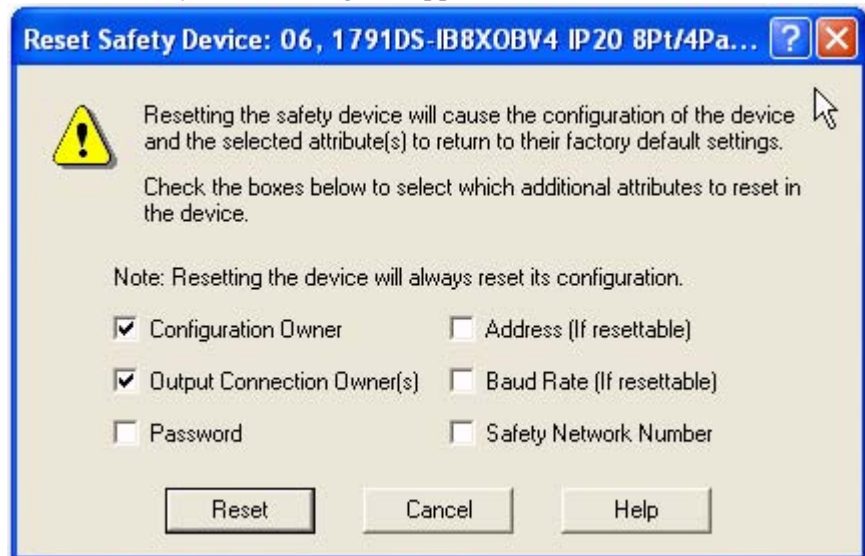 Reset Safety Device: 06, 1791DS-IB8XOBV4 IP20 8Pt/4Pa...
Resetting the safety device will cause the configuration of the device
and the selected attribute(s) to return to their factory default settings.
Check the boxes below to select which additional attributes to reset in
the device.
Note: Resetting the device will always reset its configuration.
Configuration Owner
Address (If resettable)
Output Connection Owner(s)
Baud Rate (If resettable)
Password
Safety Network Number
Reset
Cancel
Help